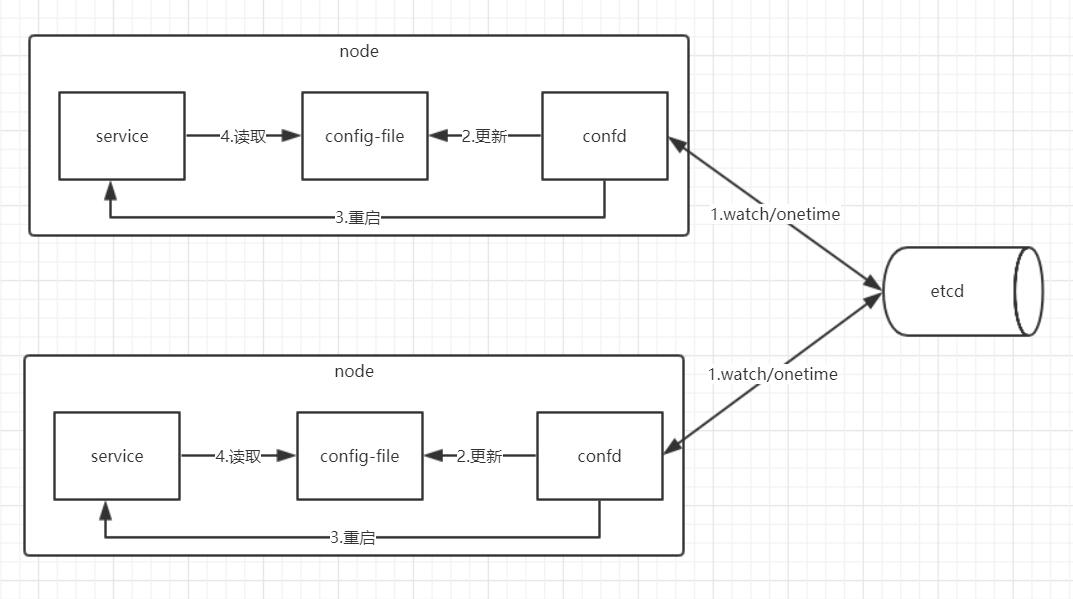 node
service
4.读取
config-file
2.更新
confd
3.重启
1.watch/onetime
etcd
node
1.watch/onetime
service
4.读取
config-file
2.更新
confd
3.重启